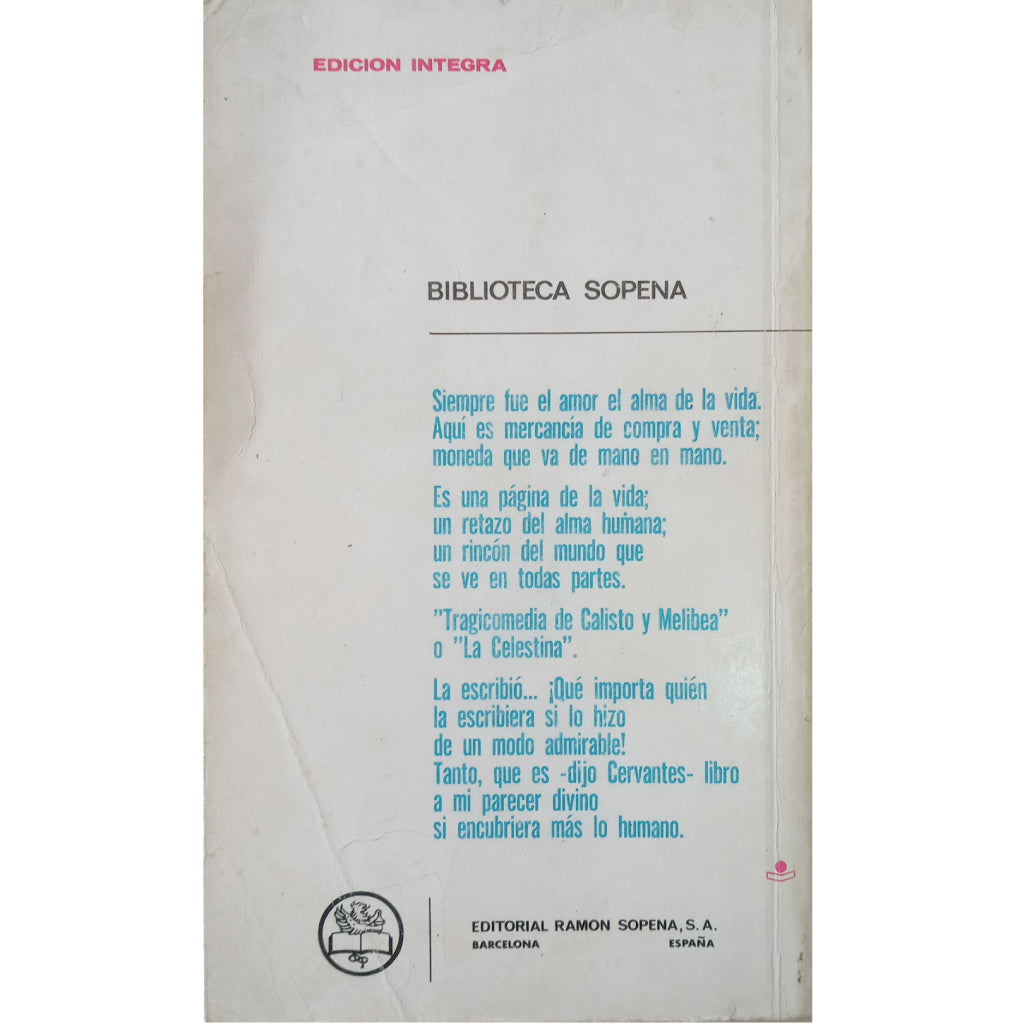 EDICION INTEGRA
BIBLIOTECA SOPENA
Siempre fue el amor el alma de la vida.
Aquí es mercancía de compra y venta;
moneda que va de mano en mano.
Es una página de la vida;
un retazo del alma humana;
un rincón del mundo que
se ve en todas partes.
"Tragicomedia de Calisto y Melibea"
o "La Celestina".
La escribió... ¡Qué importa quién
la escribiera si lo hizo
de un modo admirable!
Tanto, que es -dijo Cervantes- libro
a mi parecer divino
si encubriera más lo humano.
EDITORIAL RAMON SOPENA, S. A.
BARCELONA ESPAÑA